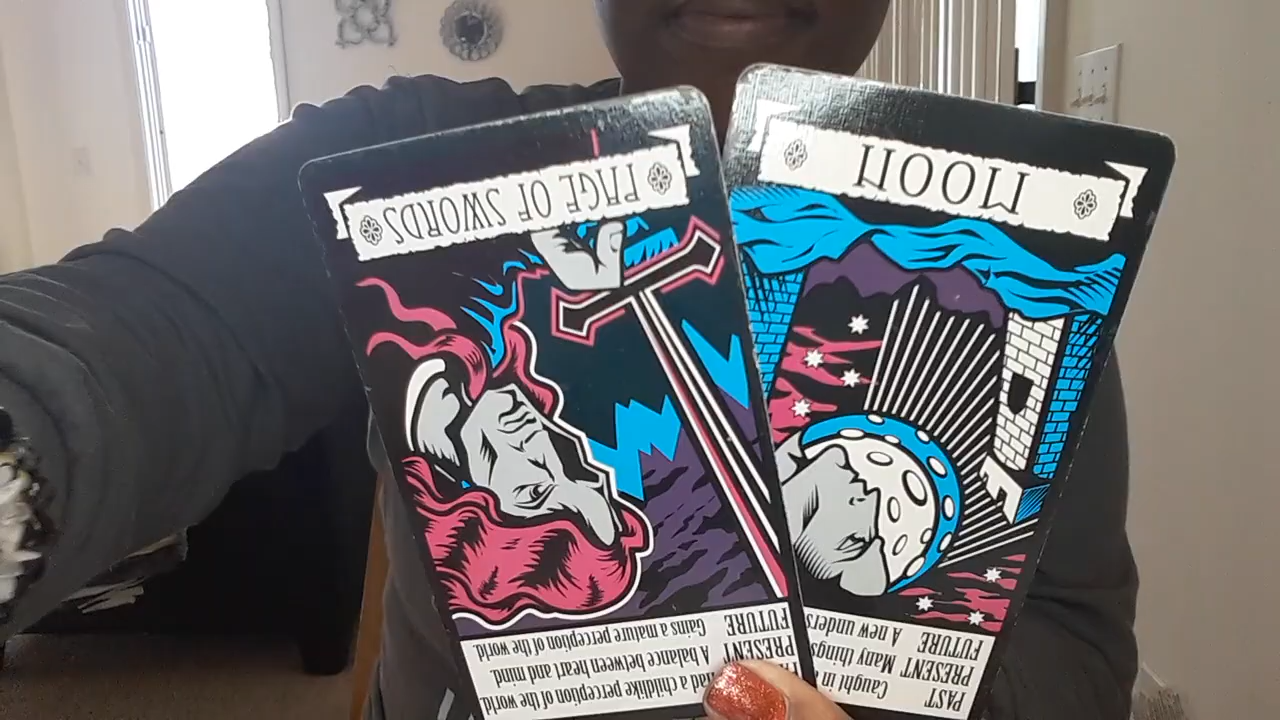 PAGE OF SWORDS
Had a childlike perception of the world.
PRESENT A balance between heart and mind.
FUTURE Gains a mature perception of the world.
MOON
PAST Caught in
PRESENT Many things
FUTURE A new